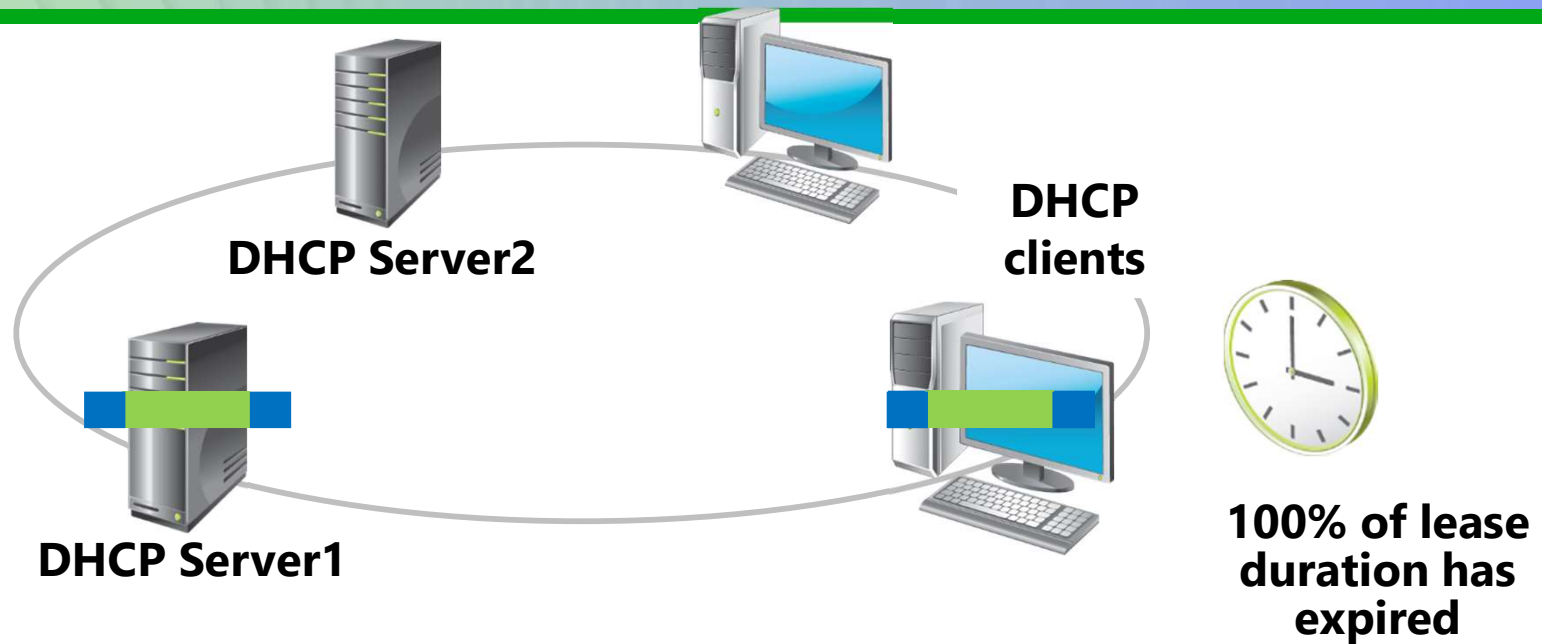 DHCP Server2
DHCP
clients
DHCP Server1
100% of lease
duration has
expired